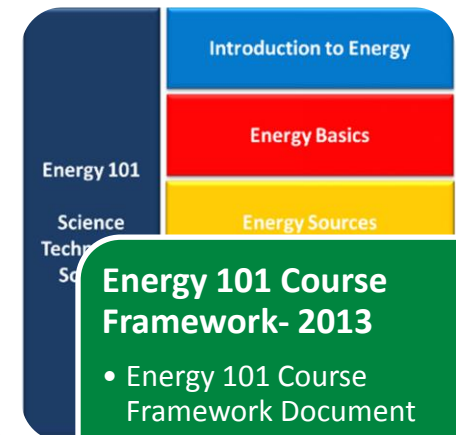 Introduction to Energy
Energy Basics
Energy 101
Science
Energy Sources
Energy 101 Course
Framework- 2013
• Energy 101 Course
Framework Document